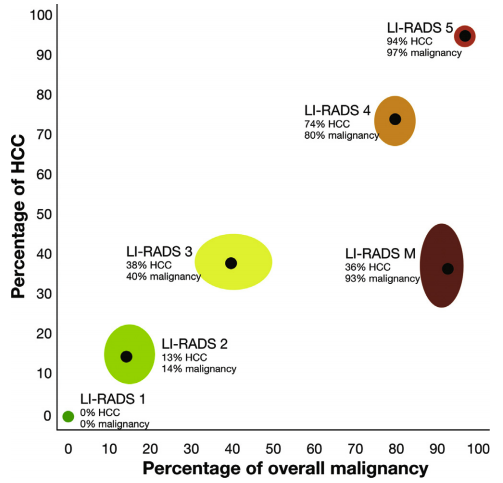 100
90
80
70
60
50
40
30
20
10
0
Percentage of HCC
LI-RADS 5
94% HCC
97% malignancy
LI-RADS 4
74% HCC
80% malignancy
LI-RADS 3
38% HCC
40% malignancy
LI-RADS M
36% HCC
93% malignancy
LI-RADS 2
13% HCC
14% malignancy
LI-RADS 1
0% HCC
0% malignancy
0 10 20 30 40 50 60 70 80 90 100
Percentage of overall malignancy